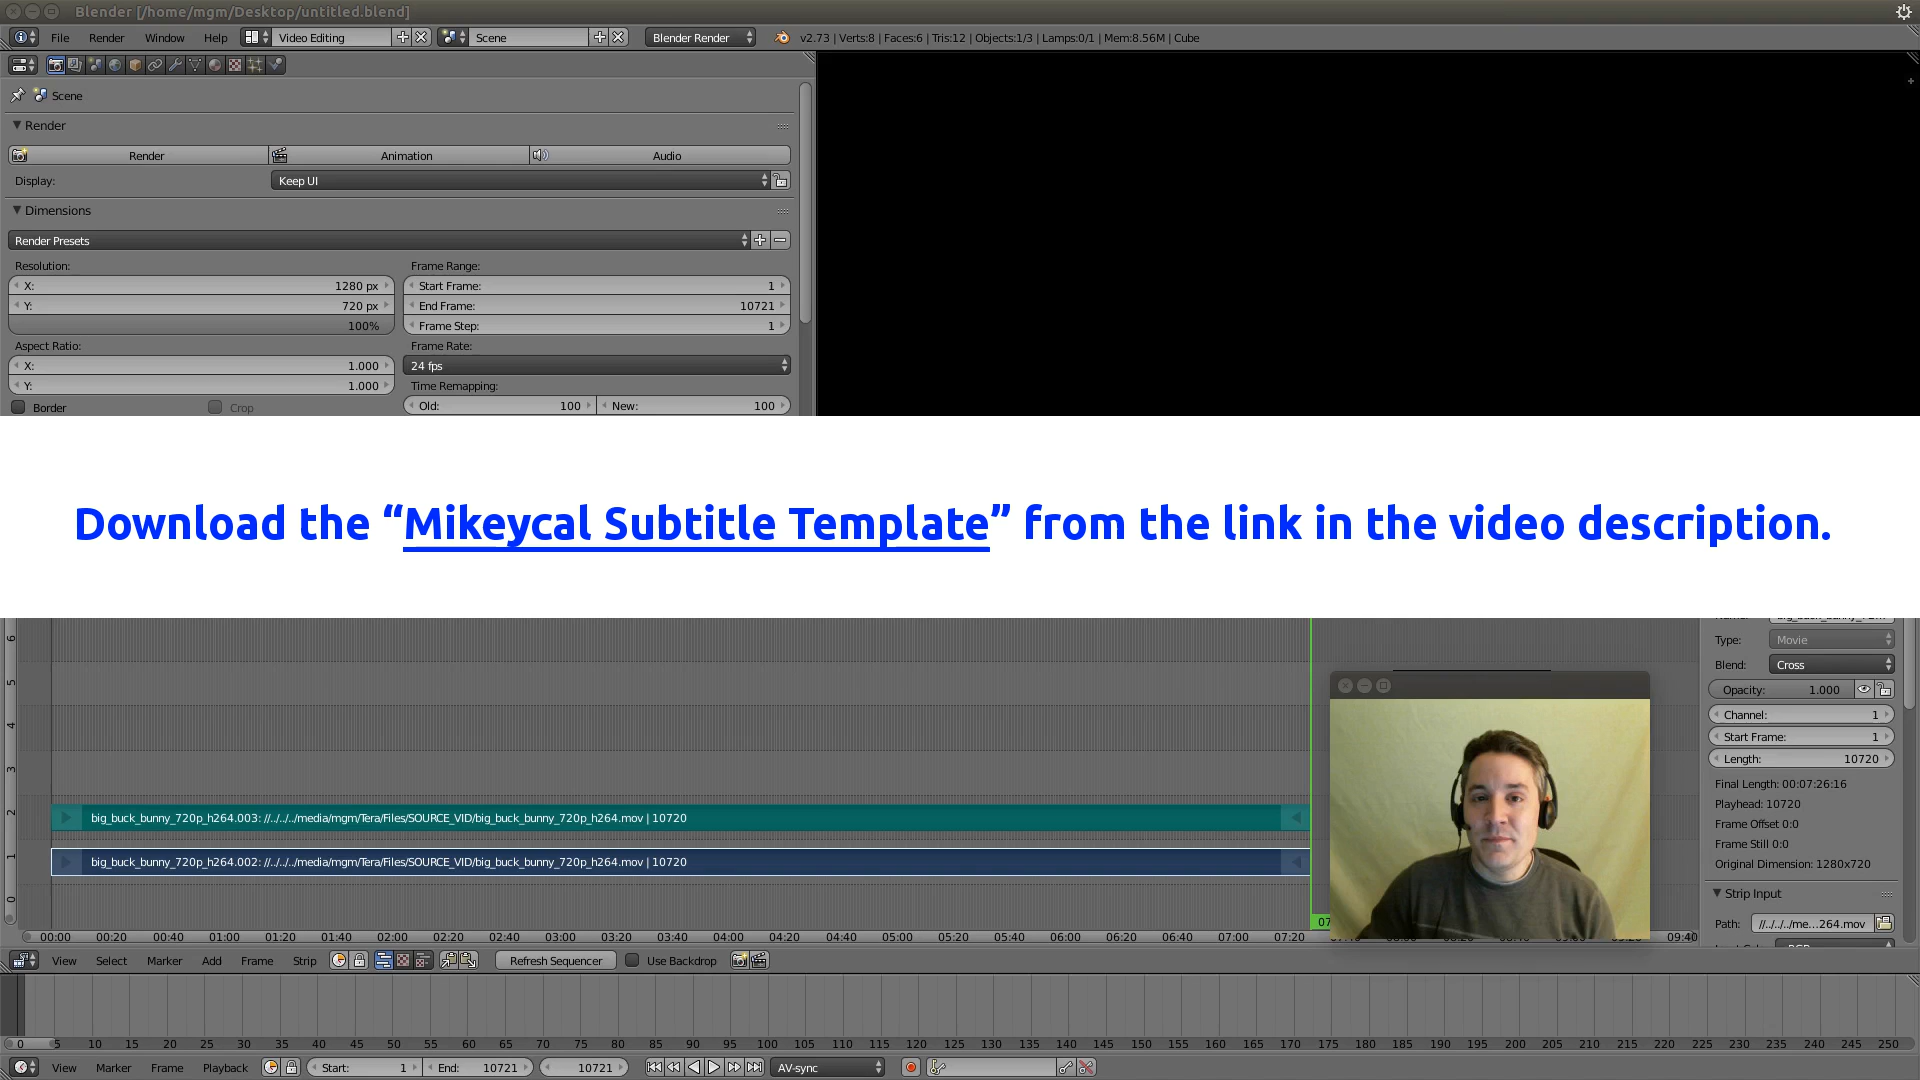 Blender [/home/mgm/Desktop/untitled.blend]
File Render Window Help Video Editing Scene Blender Render v2.73 | Verts:8 | Faces:6 | Tris:12 | Objects:1/3 | Lamps:0/1 | Mem:8.56M | Cube
Scene
Render
Render Animation Audio
Display: Keep UI
Dimensions
Render Presets
Resolution: Frame Range:
X: 1280 px Start Frame: 1
Y: 720 px End Frame: 10721
100% Frame Step: 1
Aspect Ratio: Frame Rate:
X: 1.000 24 fps
Y: 1.000 Time Remapping:
Border Crop Old: 100 New: 100
Download the “Mikeycal Subtitle Template” from the link in the video description.
6
Type: Movie
Blend: Cross
5
Opacity: 1.000
Channel: 1
4
Start Frame: 1
Length: 10720
3
Final Length: 00:07:26:16
Playhead: 10720
2 big_buck_bunny_720p_h264.003: //../../../media/mgm/Tera/Files/SOURCE_VID/big_buck_bunny_720p_h264.mov | 10720
Frame Offset 0:0
Frame Still 0:0
1 big_buck_bunny_720p_h264.002: //../../../media/mgm/Tera/Files/SOURCE_VID/big_buck_bunny_720p_h264.mov | 10720
Original Dimension: 1280x720
Strip Input
0
Path: //../../../me...264.mov
07
00:00 00:20 00:40 01:00 01:20 01:40 02:00 02:20 02:40 03:00 03:20 03:40 04:00 04:20 04:40 05:00 05:20 05:40 06:00 06:20 06:40 07:00 07:20 09:40
View Select Marker Add Frame Strip Refresh Sequencer Use Backdrop
0 5 10 15 20 25 30 35 40 45 50 55 60 65 70 75 80 85 90 95 100 105 110 115 120 125 130 135 140 145 150 155 160 165 170 175 180 185 190 195 200 205 210 215 220 225 230 235 240 245 250
View Marker Frame Playback Start: 1 End: 10721 10721 AV-sync